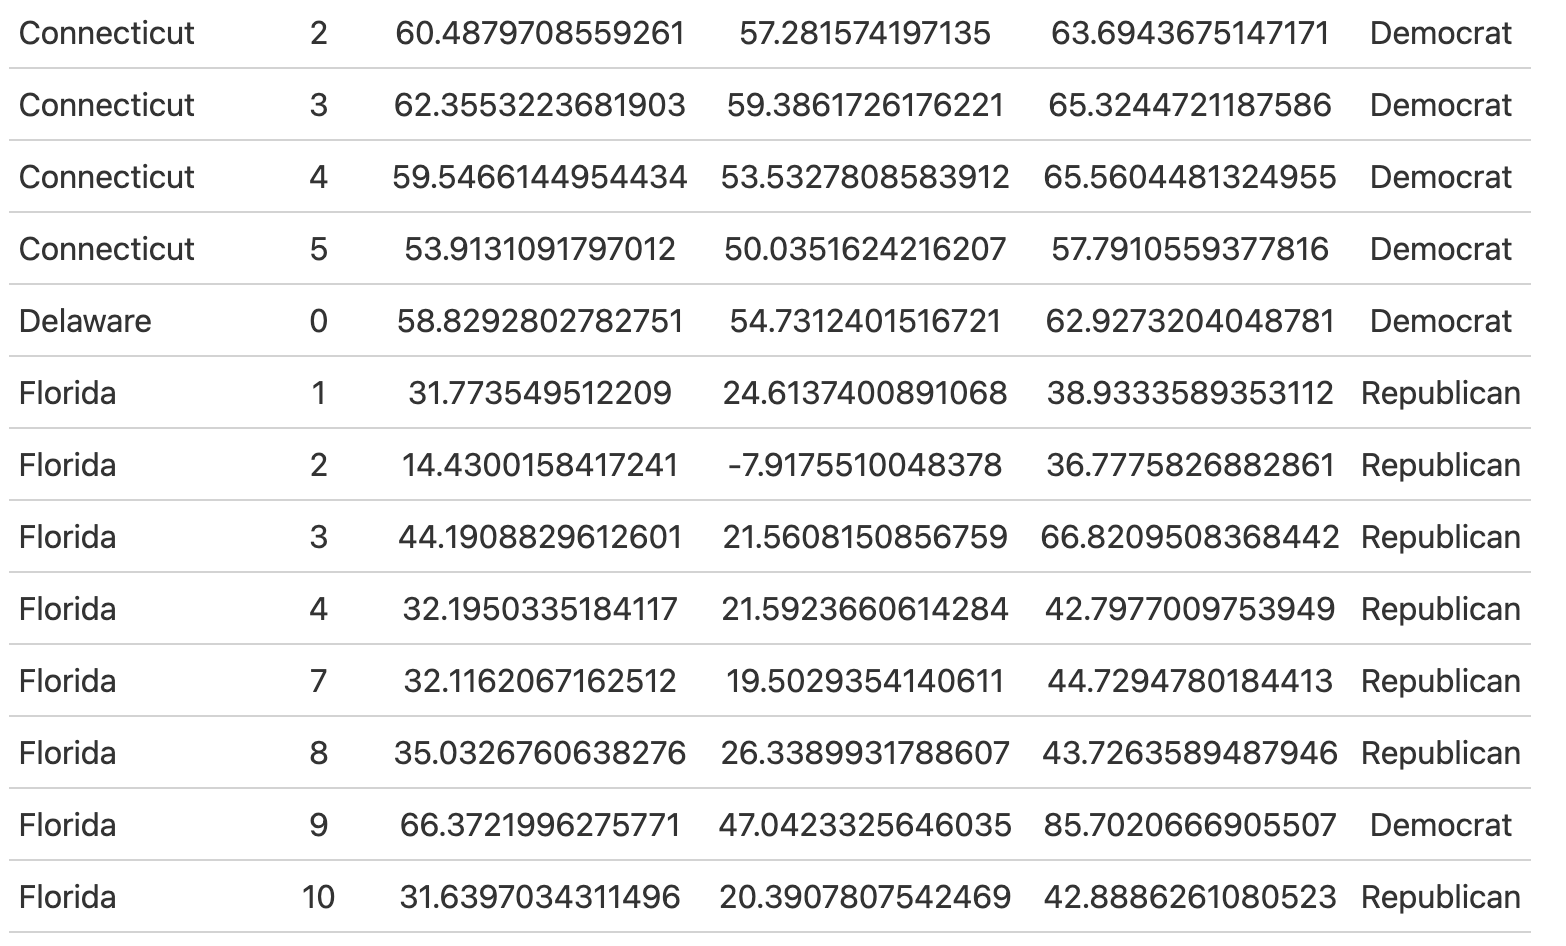 Connecticut 2 60.4879708559261 57.281574197135 63.6943675147171 Democrat
Connecticut 3 62.3553223681903 59.3861726176221 65.3244721187586 Democrat
Connecticut 4 59.5466144954434 53.5327808583912 65.5604481324955 Democrat
Connecticut 5 53.9131091797012 50.0351624216207 57.7910559377816 Democrat
Delaware 0 58.8292802782751 54.7312401516721 62.9273204048781 Democrat
Florida 1 31.773549512209 24.6137400891068 38.9333589353112 Republican
Florida 2 14.4300158417241 -7.9175510048378 36.7775826882861 Republican
Florida 3 44.1908829612601 21.5608150856759 66.8209508368442 Republican
Florida 4 32.1950335184117 21.5923660614284 42.7977009753949 Republican
Florida 7 32.1162067162512 19.5029354140611 44.7294780184413 Republican
Florida 8 35.0326760638276 26.3389931788607 43.7263589487946 Republican
Florida 9 66.3721996275771 47.0423325646035 85.7020666905507 Democrat
Florida 10 31.6397034311496 20.3907807542469 42.8886261080523 Republican